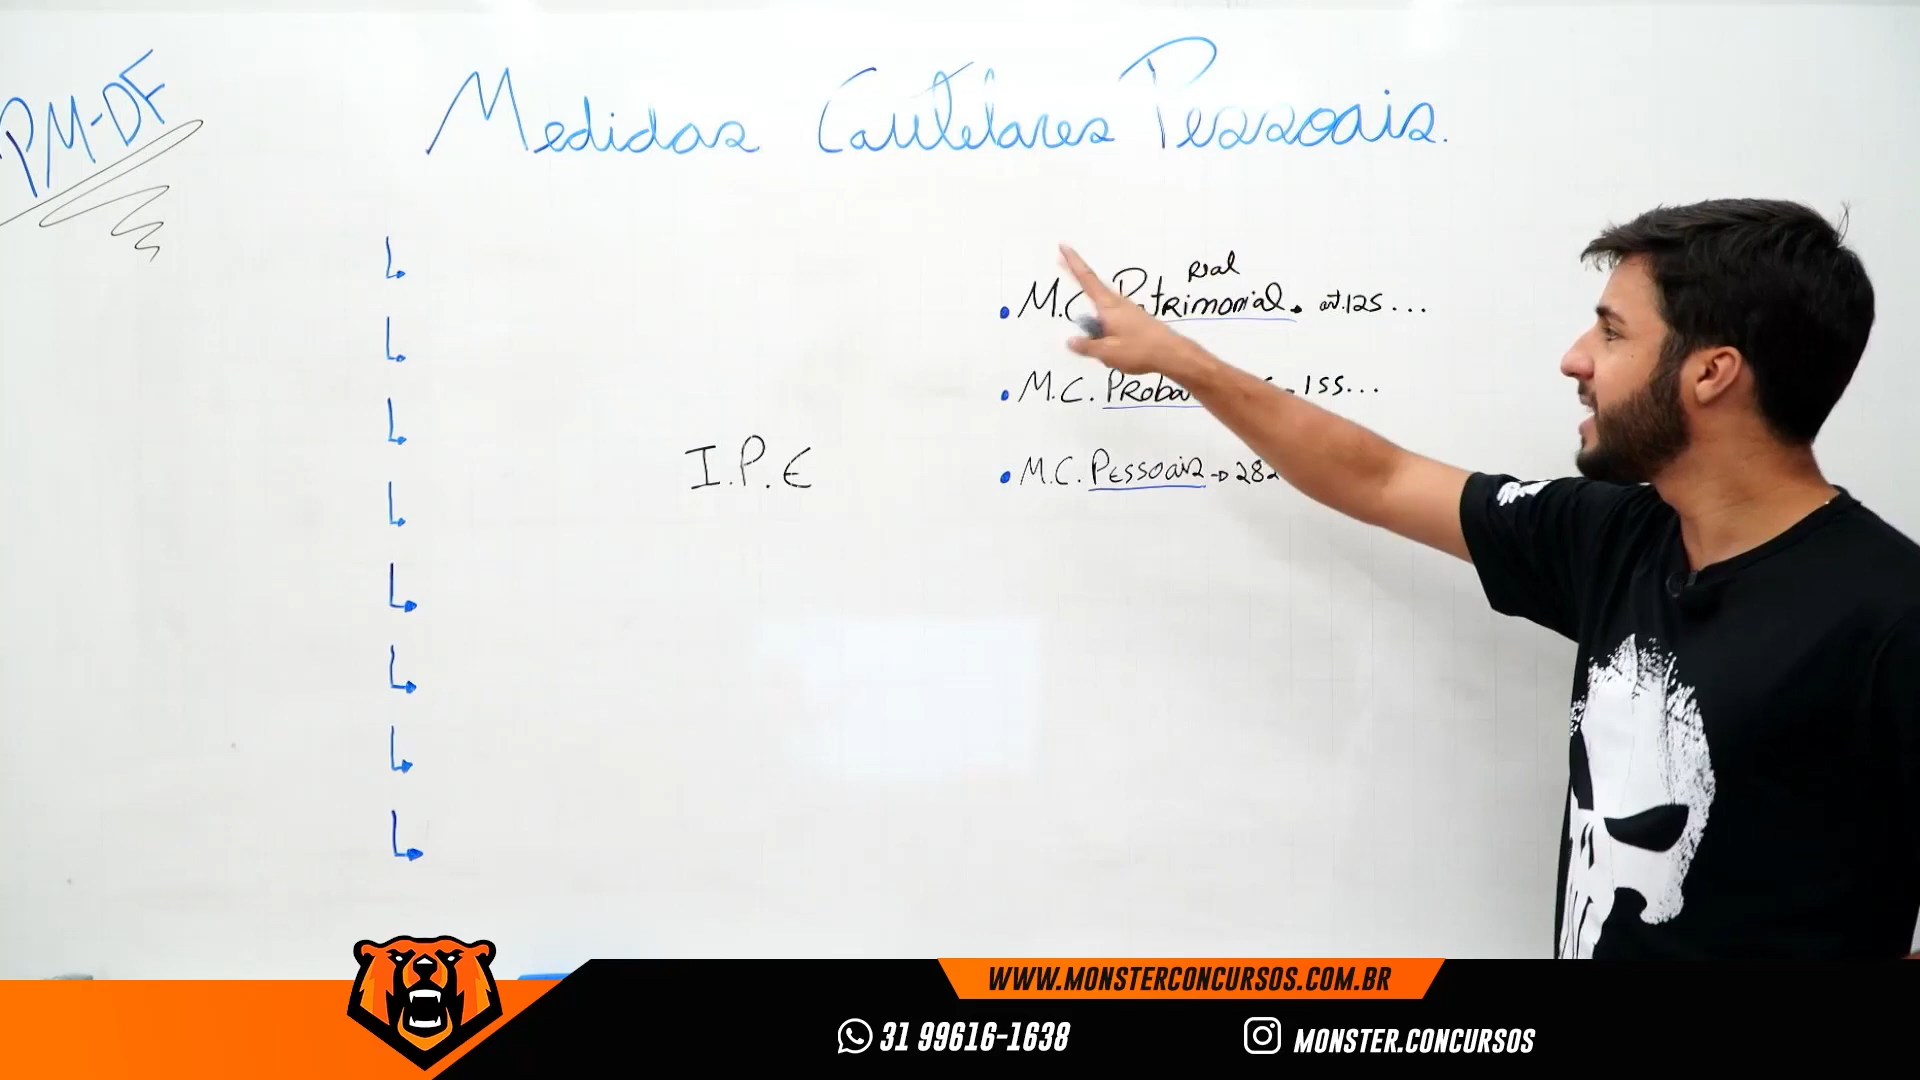 PM-DF
Medidas Cautelares Pessoais.
Real
• M.C. Patrimonial. art.125...
• M.C. 155...
• M.C. Pessoais → 282
I.P. E
WWW.MONSTERCONCURSOS.COM.BR
31 99616-1638
MONSTER.CONCURSOS